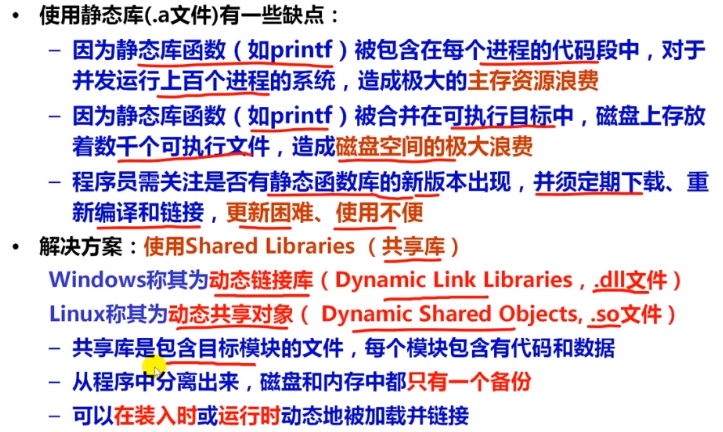 • 使用静态库(.a文件)有一些缺点：
– 因为静态库函数（如printf）被包含在每个进程的代码段中，对于
并发运行上百个进程的系统，造成极大的主存资源浪费
– 因为静态库函数（如printf）被合并在可执行目标中，磁盘上存放
着数千个可执行文件，造成磁盘空间的极大浪费
– 程序员需关注是否有静态函数库的新版本出现，并须定期下载、重
新编译和链接，更新困难、使用不便
• 解决方案：使用Shared Libraries （共享库）
Windows称其为动态链接库（Dynamic Link Libraries，.dll文件）
Linux称其为动态共享对象（ Dynamic Shared Objects, .so文件）
– 共享库是包含目标模块的文件，每个模块包含有代码和数据
– 从程序中分离出来，磁盘和内存中都只有一个备份
– 可以在装入时或运行时动态地被加载并链接